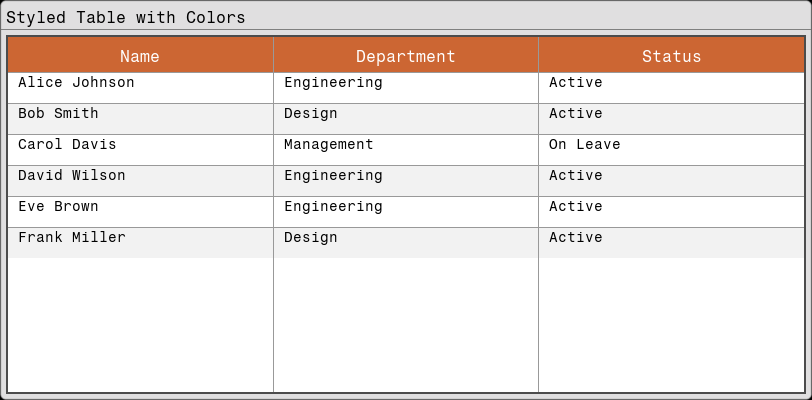 Styled Table with Colors
Name Department Status
Alice Johnson Engineering Active
Bob Smith Design Active
Carol Davis Management On Leave
David Wilson Engineering Active
Eve Brown Engineering Active
Frank Miller Design Active